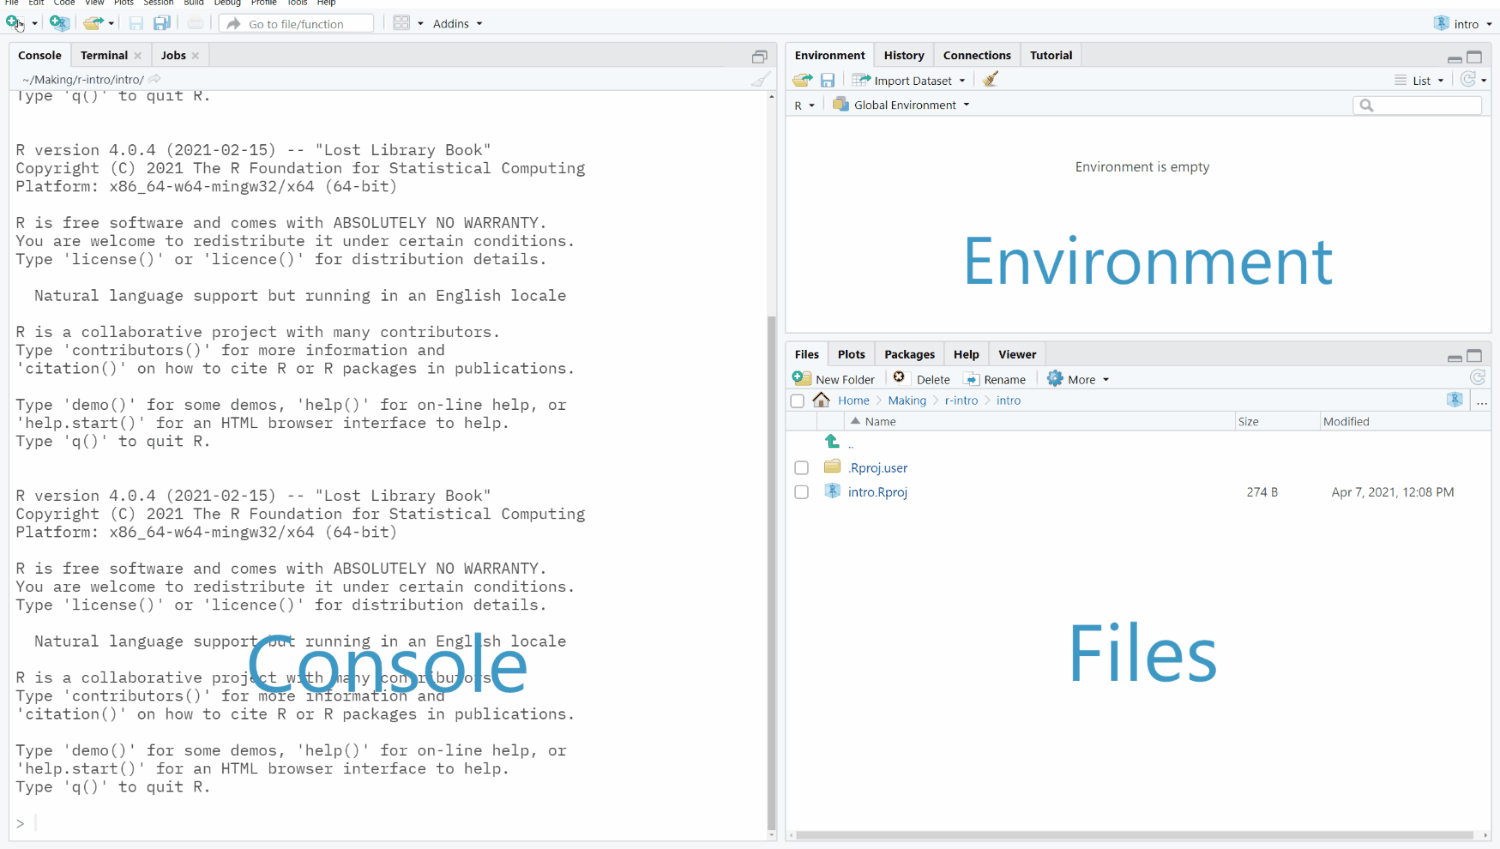 File Edit Code View Plots Session Build Debug Profile Tools Help
Go to file/function Addins intro
Console Terminal Jobs
~/Making/r-intro/intro/
Type 'q()' to quit R.
R version 4.0.4 (2021-02-15) -- "Lost Library Book"
Copyright (C) 2021 The R Foundation for Statistical Computing
Platform: x86_64-w64-mingw32/x64 (64-bit)
R is free software and comes with ABSOLUTELY NO WARRANTY.
You are welcome to redistribute it under certain conditions.
Type 'license()' or 'licence()' for distribution details.
Natural language support but running in an English locale
R is a collaborative project with many contributors.
Type 'contributors()' for more information and
'citation()' on how to cite R or R packages in publications.
Type 'demo()' for some demos, 'help()' for on-line help, or
'help.start()' for an HTML browser interface to help.
Type 'q()' to quit R.
R version 4.0.4 (2021-02-15) -- "Lost Library Book"
Copyright (C) 2021 The R Foundation for Statistical Computing
Platform: x86_64-w64-mingw32/x64 (64-bit)
R is free software and comes with ABSOLUTELY NO WARRANTY.
You are welcome to redistribute it under certain conditions.
Type 'license()' or 'licence()' for distribution details.
Natural language support but running in an English locale
R is a collaborative project with many contributors.
Type 'contributors()' for more information and
'citation()' on how to cite R or R packages in publications.
Type 'demo()' for some demos, 'help()' for on-line help, or
'help.start()' for an HTML browser interface to help.
Type 'q()' to quit R.
>
Console
Environment History Connections Tutorial
Import Dataset List
R Global Environment
Environment is empty
Environment
Files Plots Packages Help Viewer
New Folder Delete Rename More
Home > Making > r-intro > intro ...
Name Size Modified
..
.Rproj.user
intro.Rproj 274 B Apr 7, 2021, 12:08 PM
Files